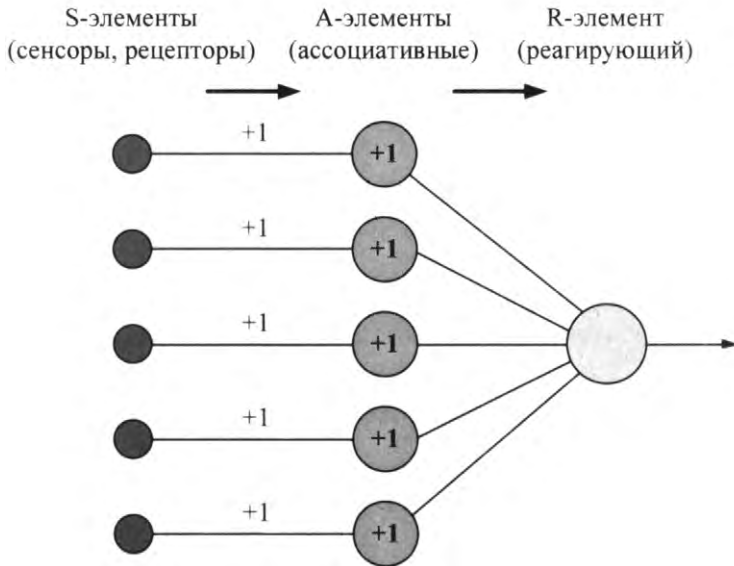 S-элементы
(сенсоры, рецепторы)
A-элементы
(ассоциативные)
R-элемент
(реагирующий)
+1
+1
+1
+1
+1
+1
+1
+1
+1
+1